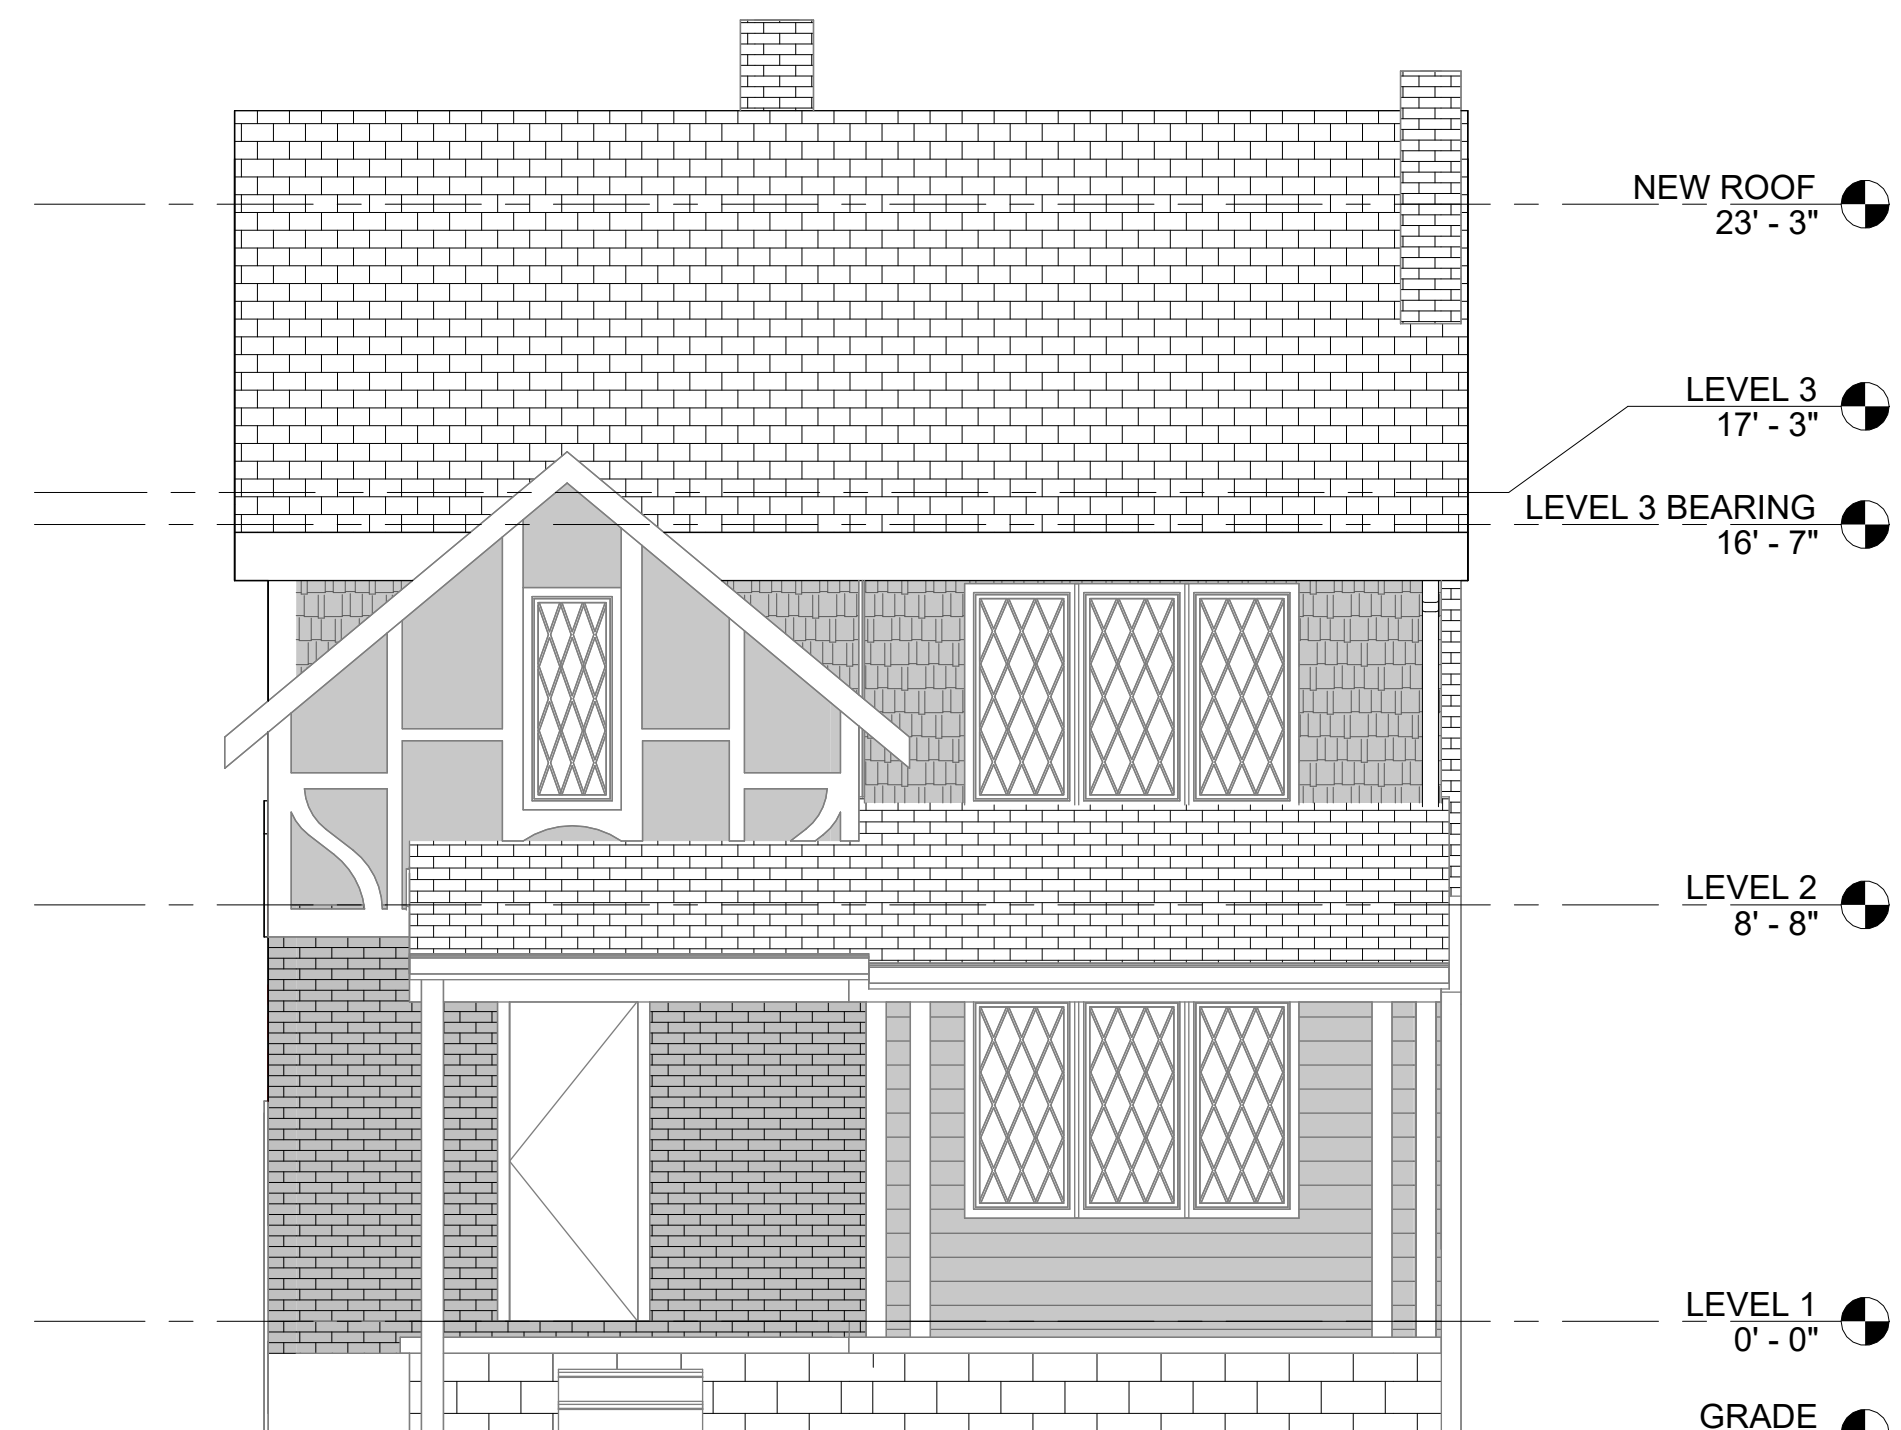 NEW ROOF
23' - 3"
LEVEL 3
17' - 3"
LEVEL 3 BEARING
16' - 7"
LEVEL 2
8' - 8"
LEVEL 1
0' - 0"
GRADE